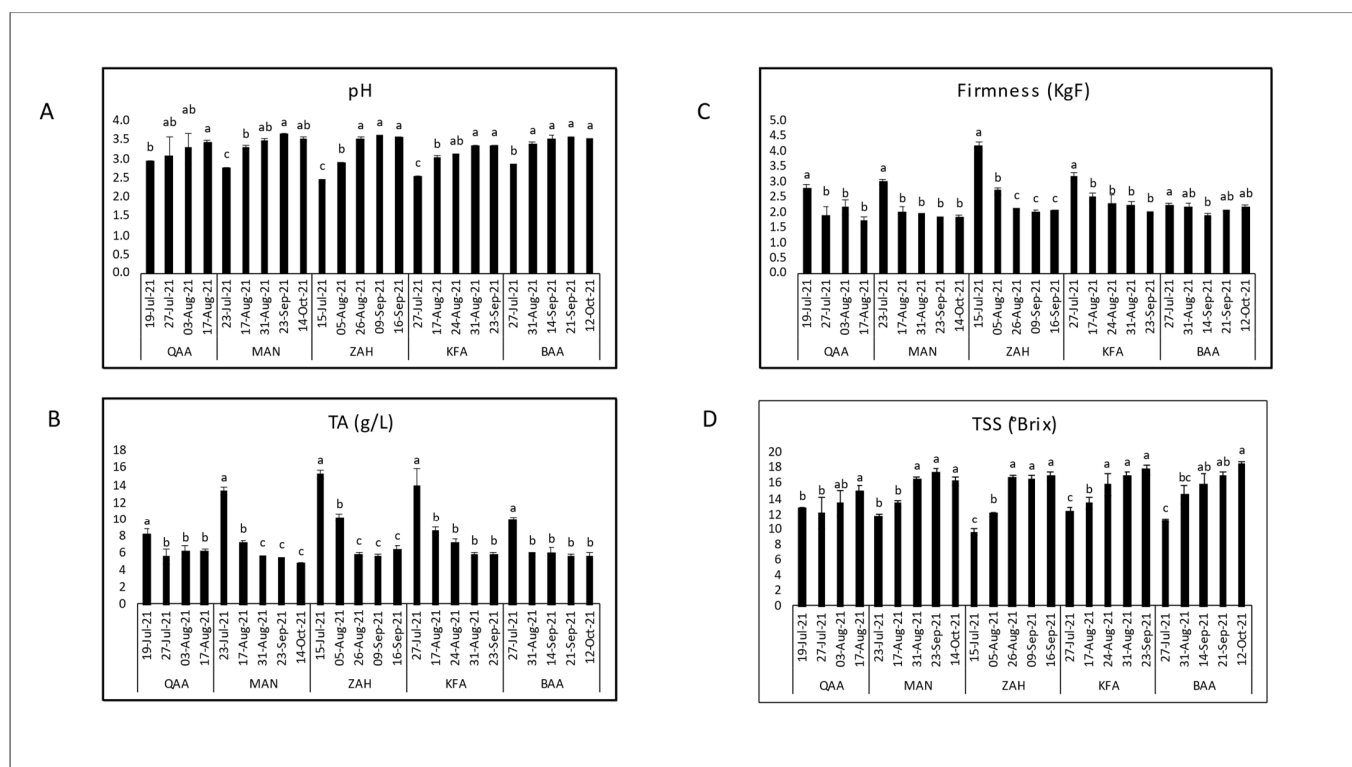 A
pH
4.0
3.5
3.0
2.5
2.0
1.5
1.0
0.5
0.0
b ab ab a c b ab a ab c b a a a c b ab a a b a a a a
19-Jul-21 27-Jul-21 03-Aug-21 17-Aug-21 23-Jul-21 17-Aug-21 31-Aug-21 23-Sep-21 14-Oct-21 15-Jul-21 05-Aug-21 26-Aug-21 09-Sep-21 16-Sep-21 27-Jul-21 17-Aug-21 24-Aug-21 31-Aug-21 23-Sep-21 27-Jul-21 31-Aug-21 14-Sep-21 21-Sep-21 12-Oct-21
QAA MAN ZAH KFA BAA
C
Firmness (KgF)
5.0
4.5
4.0
3.5
3.0
2.5
2.0
1.5
1.0
0.5
0.0
a b b b a b b b b a b c c c a b b b b a ab b b ab
19-Jul-21 27-Jul-21 03-Aug-21 17-Aug-21 23-Jul-21 17-Aug-21 31-Aug-21 23-Sep-21 14-Oct-21 15-Jul-21 05-Aug-21 26-Aug-21 09-Sep-21 16-Sep-21 27-Jul-21 17-Aug-21 24-Aug-21 31-Aug-21 23-Sep-21 27-Jul-21 31-Aug-21 14-Sep-21 21-Sep-21 12-Oct-21
QAA MAN ZAH KFA BAA
B
TA (g/L)
18
16
14
12
10
8
6
4
2
0
a b b b a b c c c a b c c c a b b b b a b b b b
19-Jul-21 27-Jul-21 03-Aug-21 17-Aug-21 23-Jul-21 17-Aug-21 31-Aug-21 23-Sep-21 14-Oct-21 15-Jul-21 05-Aug-21 26-Aug-21 09-Sep-21 16-Sep-21 27-Jul-21 17-Aug-21 24-Aug-21 31-Aug-21 23-Sep-21 27-Jul-21 31-Aug-21 14-Sep-21 21-Sep-21 12-Oct-21
QAA MAN ZAH KFA BAA
D
TSS (°Brix)
20
18
16
14
12
10
8
6
4
2
0
b b ab a b b a a a c b a a a c b a a a c bc ab ab a
19-Jul-21 27-Jul-21 03-Aug-21 17-Aug-21 23-Jul-21 17-Aug-21 31-Aug-21 23-Sep-21 14-Oct-21 15-Jul-21 05-Aug-21 26-Aug-21 09-Sep-21 16-Sep-21 27-Jul-21 17-Aug-21 24-Aug-21 31-Aug-21 23-Sep-21 27-Jul-21 31-Aug-21 14-Sep-21 21-Sep-21 12-Oct-21
QAA MAN ZAH KFA BAA